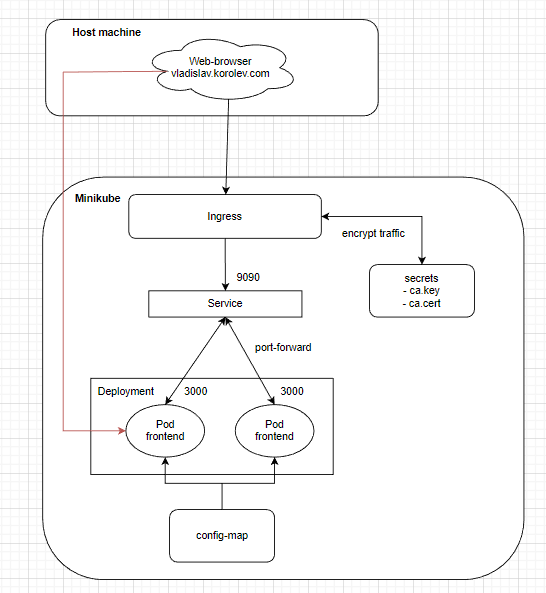 Host machine
Web-browser
vladislav.korolev.com
Minikube
Ingress
encrypt traffic
secrets
- ca.key
- ca.cert
9090
Service
port-forward
Deployment
3000
3000
Pod
frontend
Pod
frontend
config-map